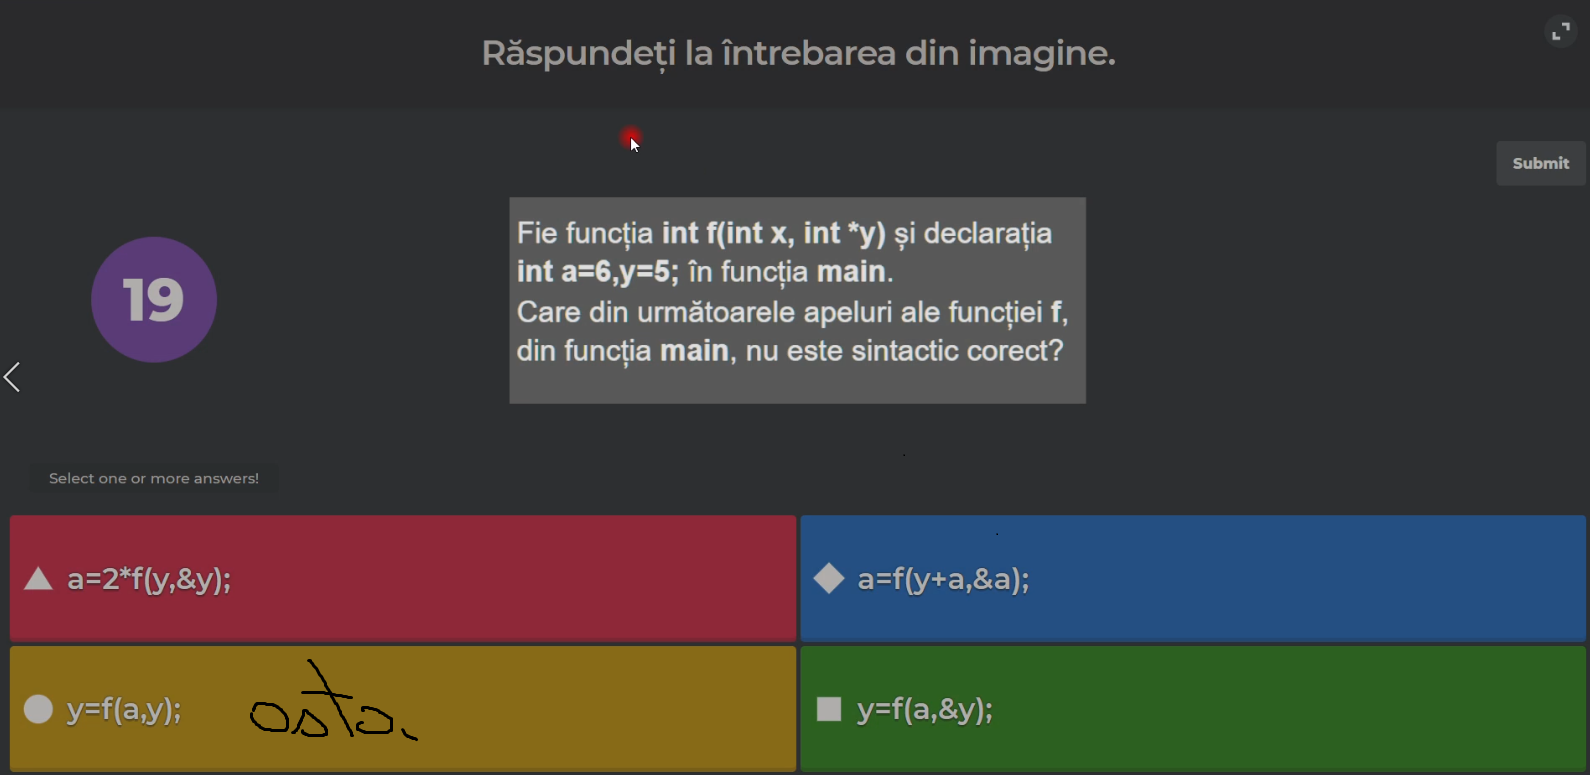 Răspundeți la întrebarea din imagine.
Submit
Fie funcția int f(int x, int *y) și declarația
int a=6,y=5; în funcția main.
Care din următoarele apeluri ale funcției f,
din funcția main, nu este sintactic corect?
19
Select one or more answers!
a=2*f(y,&y);
a=f(y+a,&a);
y=f(a,y);
asta.
y=f(a,&y);